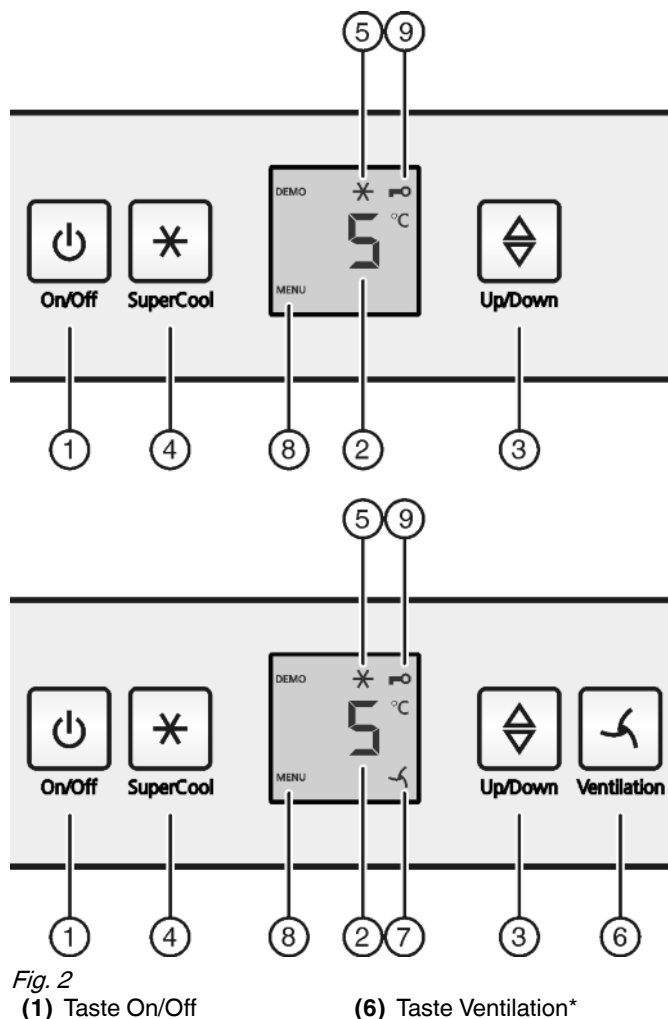 5 9
DEMO
5 °C
MENU
On/Off SuperCool Up/Down
1 4 8 2 3
5 9
DEMO
5 °C
MENU
On/Off SuperCool Up/Down Ventilation
1 4 8 2 7 3 6
Fig. 2
(1) Taste On/Off (6) Taste Ventilation*